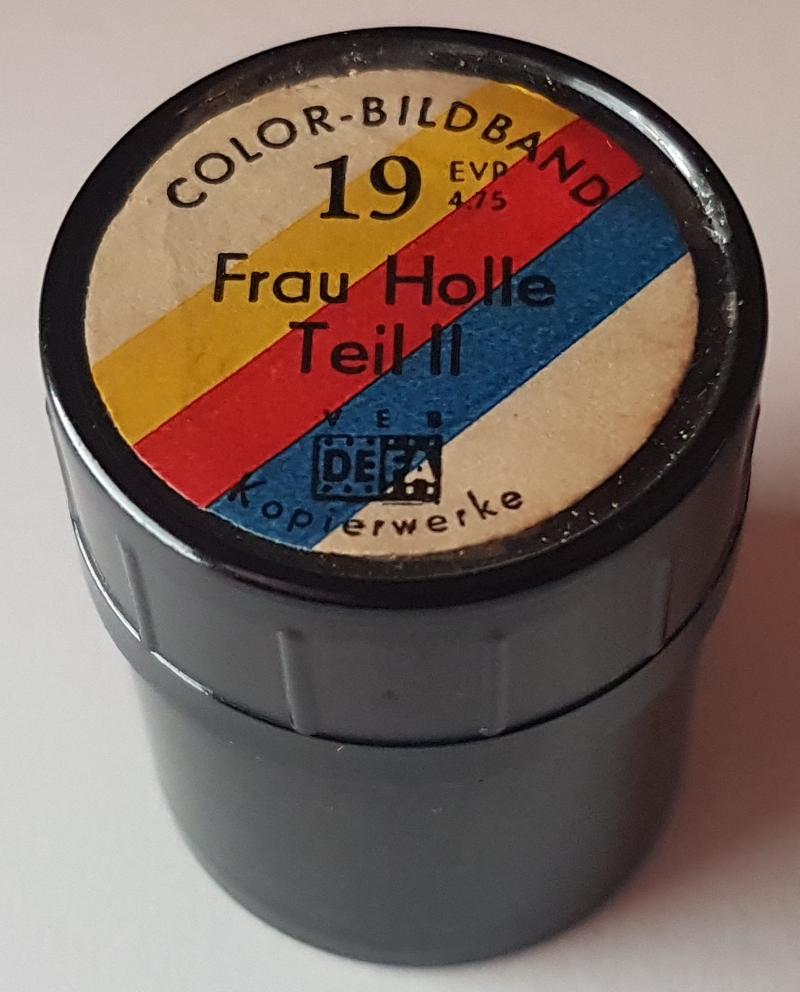 COLOR-BILDBAND
19 EVP
4.75
Frau Holle
Teil II
VEB
DEFA
Kopierwerke